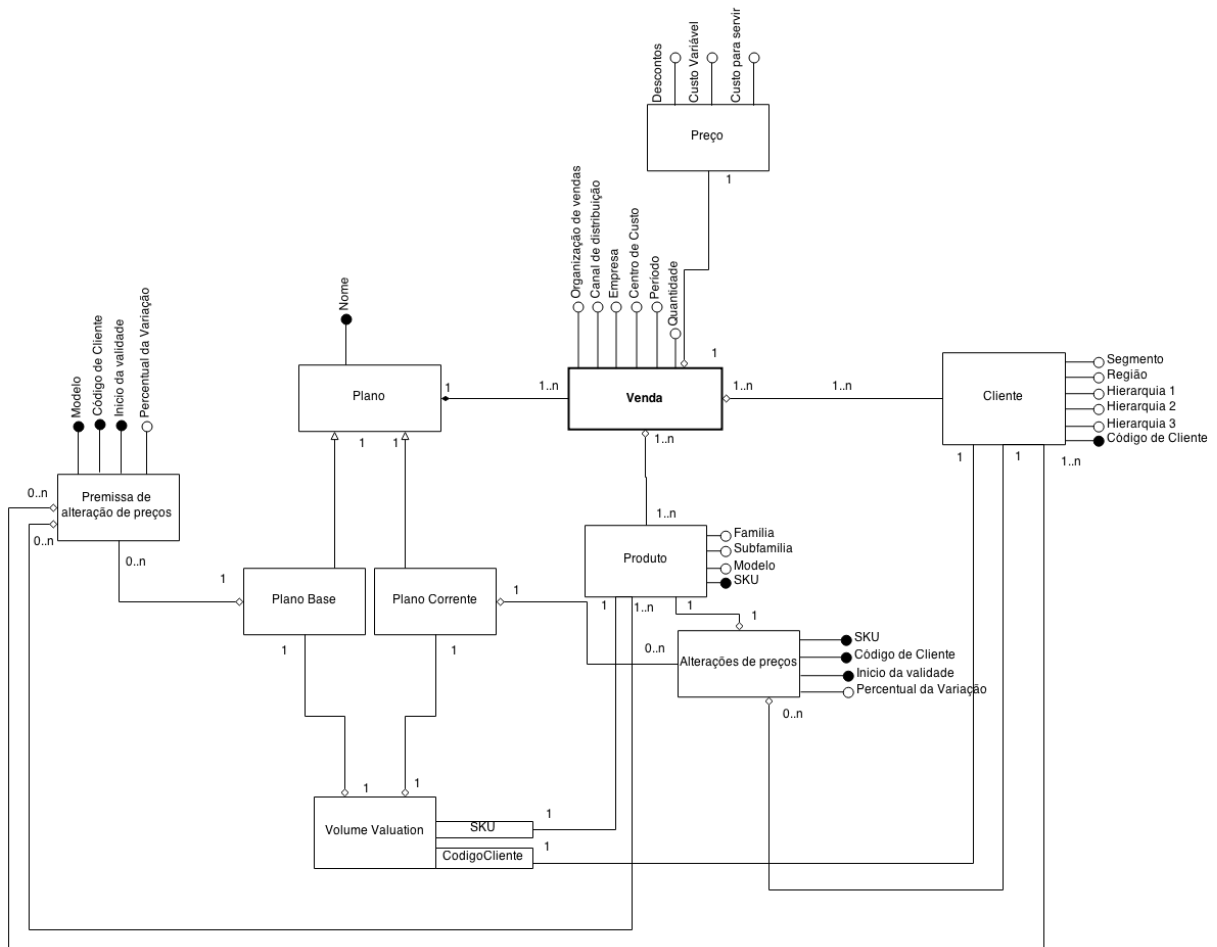 Descontos
Custo Variável
Custo para servir
Preço
1
Organização de vendas
Canal de distribuição
Empresa
Centro de Custo
Período
Quantidade
1
Nome
Plano
1
1..n
Venda
1..n
1..n
Cliente
Segmento
Região
Hierarquia 1
Hierarquia 2
Hierarquia 3
Código de Cliente
1
1
1..n
Modelo
Código de Cliente
Inicio da validade
Percentual da Variação
1
1
1..n
0..n
Premissa de
alteração de preços
0..n
0..n
1..n
Produto
Família
Subfamilia
Modelo
SKU
1
Plano Base
Plano Corrente
1
1
1..n
1
1
1
1
0..n
Alterações de preços
SKU
Código de Cliente
Inicio da validade
Percentual da Variação
0..n
1
1
Volume Valuation
SKU
1
CodigoCliente
1